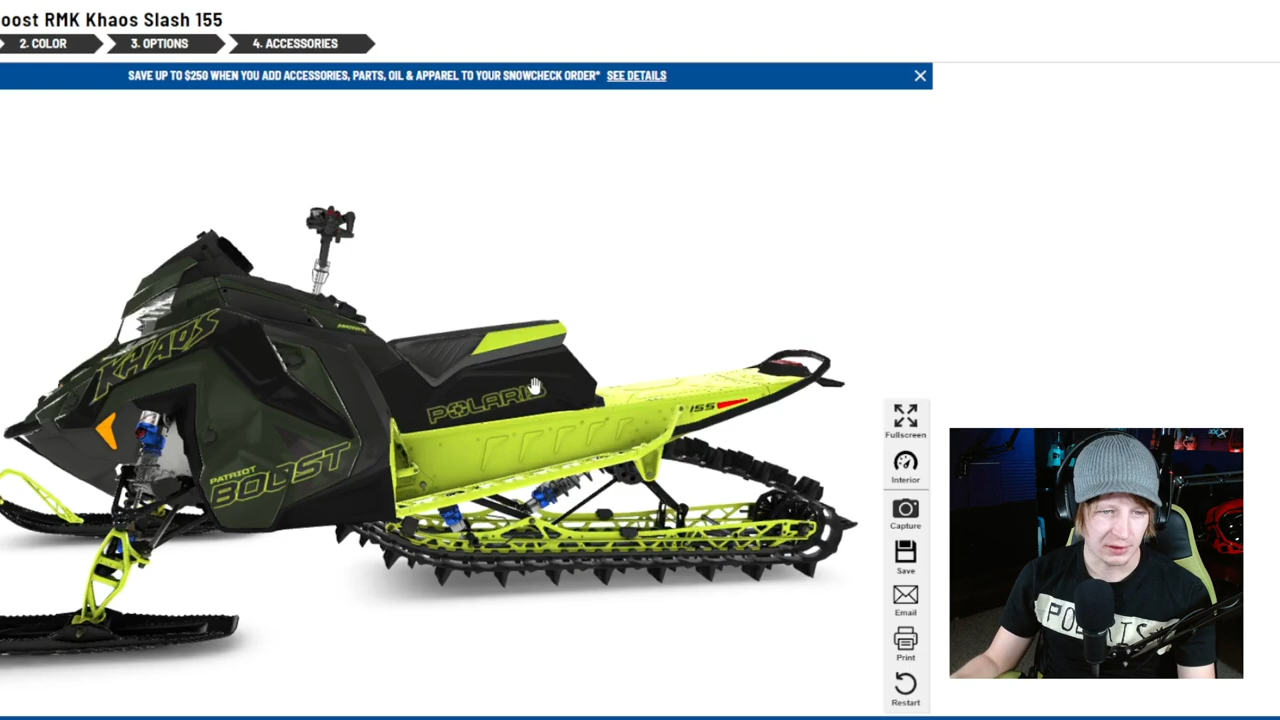 oost RMK Khaos Slash 155
2. COLOR
3. OPTIONS
4. ACCESSORIES
SAVE UP TO $250 WHEN YOU ADD ACCESSORIES, PARTS, OIL & APPAREL TO YOUR SNOWCHECK ORDER* SEE DETAILS
KHAOS
POLARIS
155
PATRIOT
BOOST
Fullscreen
Interior
Capture
Save
Email
Print
Restart
POLARIS